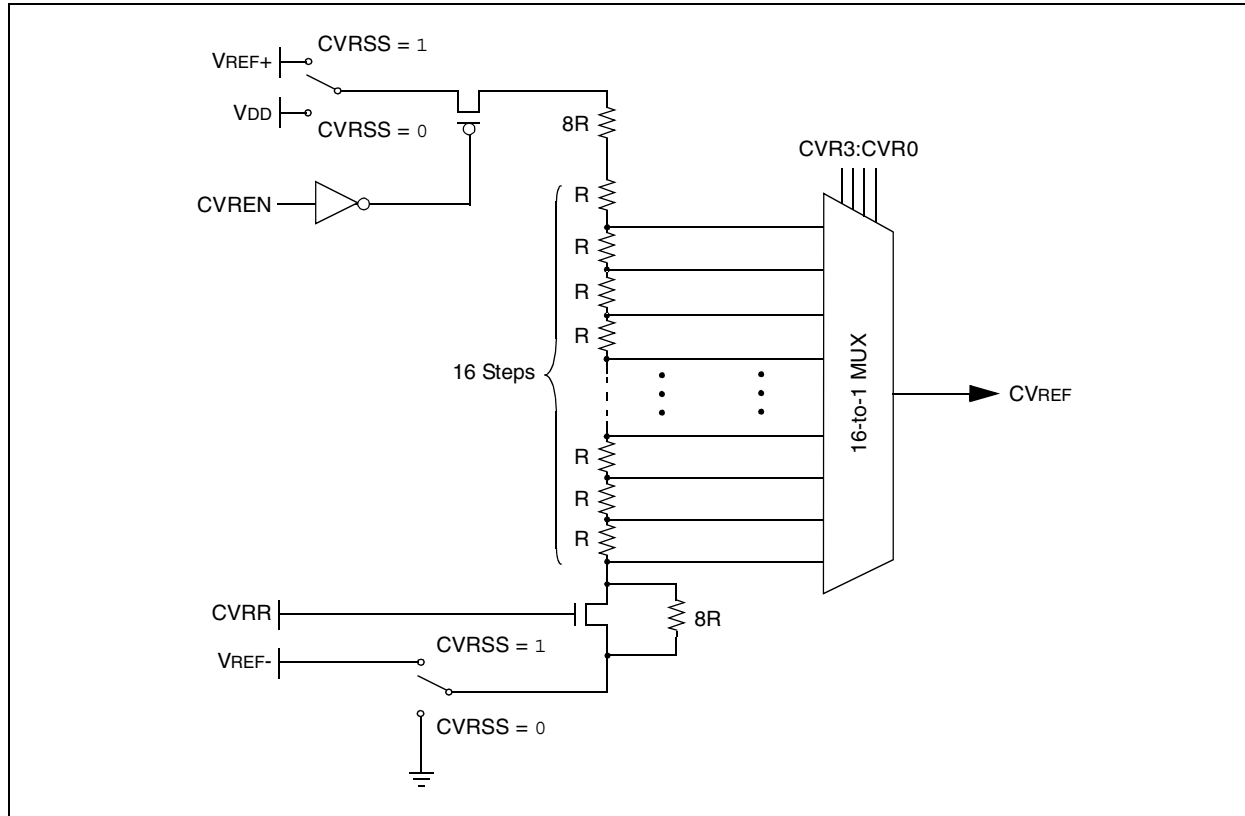 CVRSS = 1
VREF+
VDD
CVRSS = 0
8R
CVR3:CVR0
CVREN
R
R
R
R
16 Steps
16-to-1 MUX
CVREF
R
R
R
CVRR
8R
CVRSS = 1
VREF-
CVRSS = 0